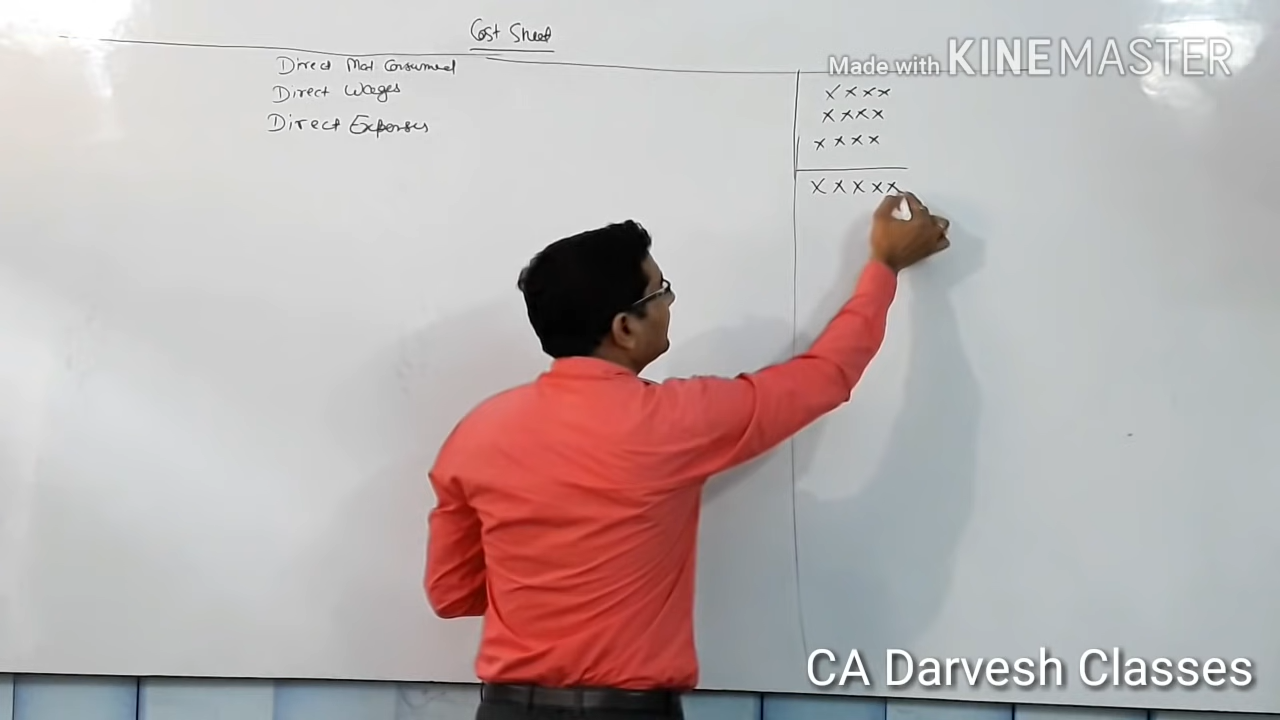 Cost Sheet
Made with KINEMASTER
Direct Mat Consumed xxxx
Direct Wages xxxx
Direct Expenses xxxx
xxxxx
CA Darvesh Classes